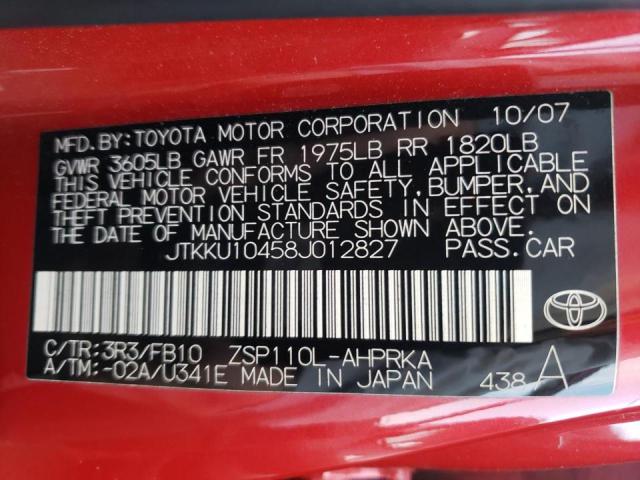 MFD.BY:TOYOTA MOTOR CORPORATION 10/07
GVWR 3605LB GAWR FR 1975LB RR 1820LB
THIS VEHICLE CONFORMS TO ALL APPLICABLE
FEDERAL MOTOR VEHICLE SAFETY,BUMPER,AND
THEFT PREVENTION STANDARDS IN EFFECT ON
THE DATE OF MANUFACTURE SHOWN ABOVE.
JTKKU10458J012827 PASS.CAR
C/TR:3R3/FB10 ZSP110L-AHPRKA
A/TM:-02A/U341E MADE IN JAPAN 438 A